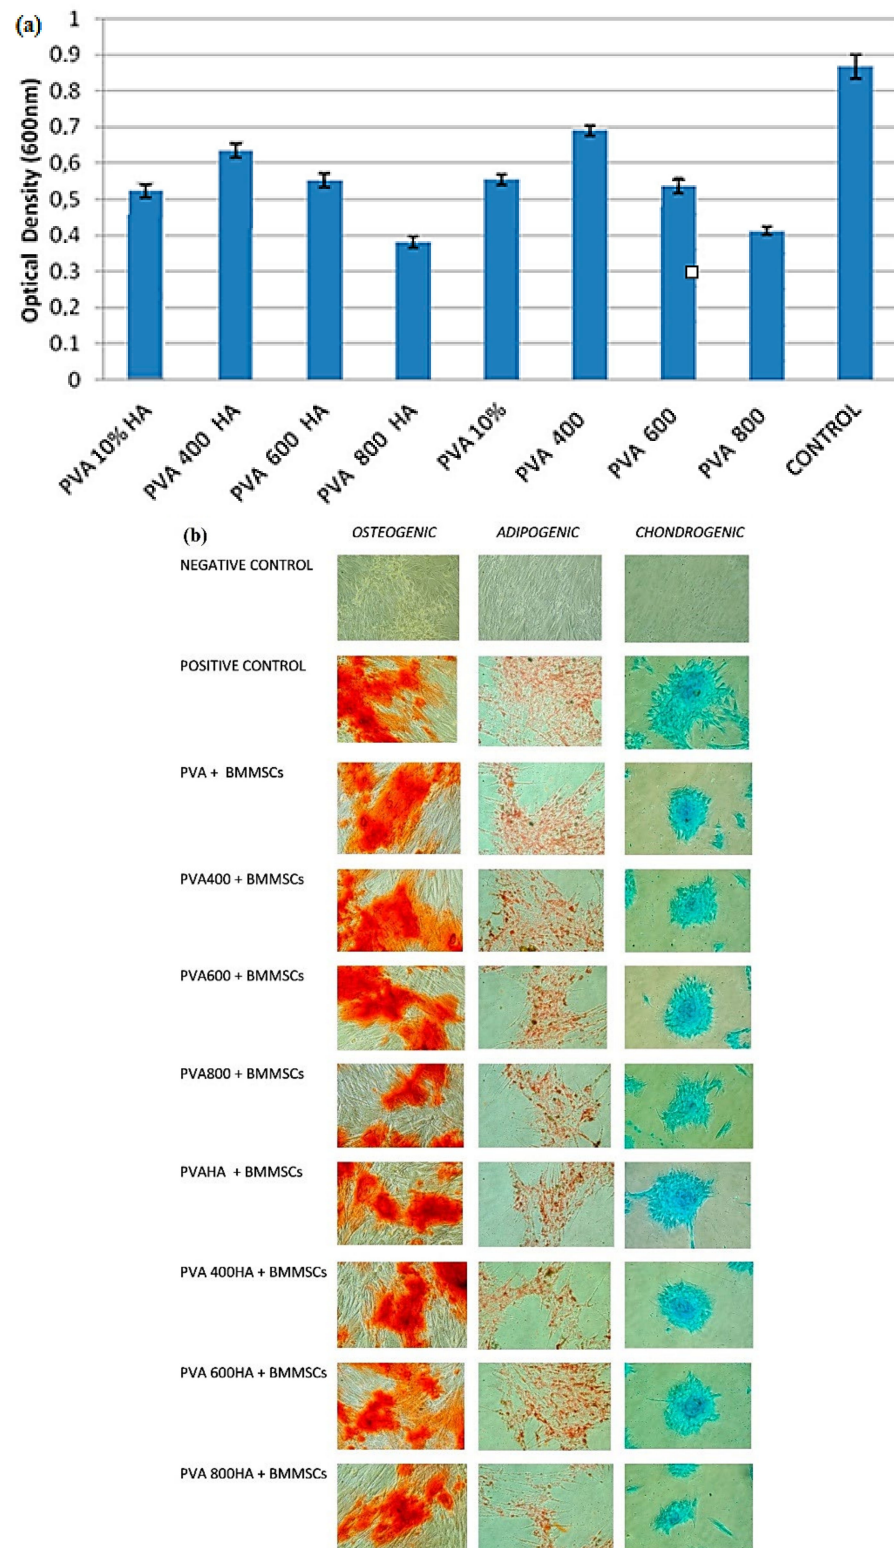 (a)
Optical Density (600nm)
1
0.9
0.8
0.7
0,6
0,5
0.4
0.3
0.2
0.1
0
PVA 10% HA
PVA 400 HA
PVA 600 HA
PVA 800 HA
PVA 10%
PVA 400
PVA 600
PVA 800
CONTROL
(b)
OSTEOGENIC ADIPOGENIC CHONDROGENIC
NEGATIVE CONTROL
POSITIVE CONTROL
PVA + BMMSCs
PVA400 + BMMSCs
PVA600 + BMMSCs
PVA800 + BMMSCs
PVAHA + BMMSCs
PVA 400HA + BMMSCs
PVA 600HA + BMMSCs
PVA 800HA + BMMSCs